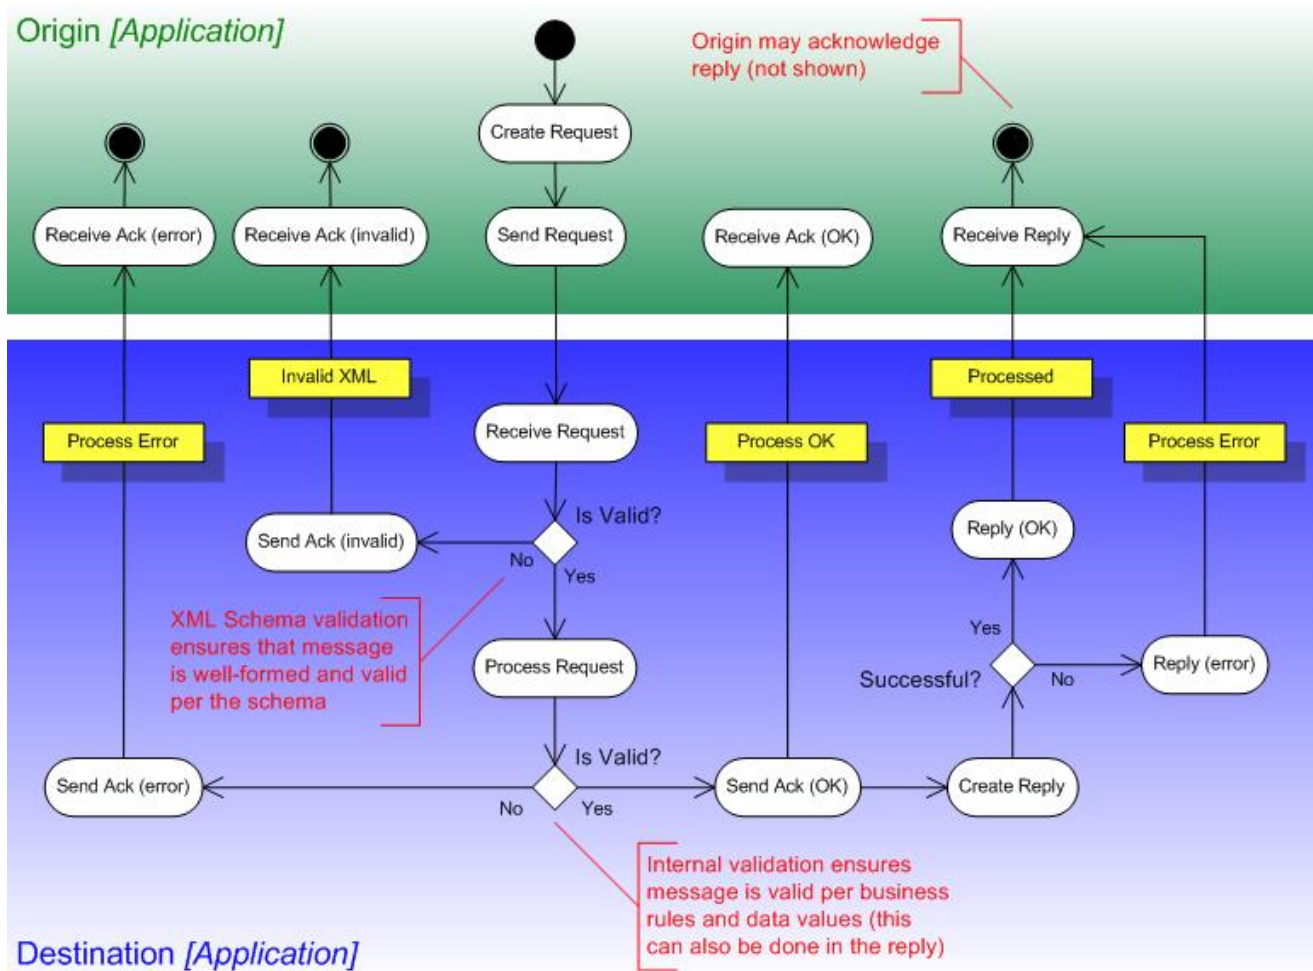 Origin [Application]
Origin may acknowledge
reply (not shown)
Create Request
Receive Ack (error)
Receive Ack (invalid)
Send Request
Receive Ack (OK)
Receive Reply
Invalid XML
Processed
Process Error
Receive Request
Process OK
Process Error
Is Valid?
Send Ack (invalid)
No
Yes
Reply (OK)
XML Schema validation
ensures that message
is well-formed and valid
per the schema
Process Request
Yes
Successful?
No
Reply (error)
Is Valid?
Send Ack (error)
No
Yes
Send Ack (OK)
Create Reply
Internal validation ensures
message is valid per business
rules and data values (this
can also be done in the reply)
Destination [Application]